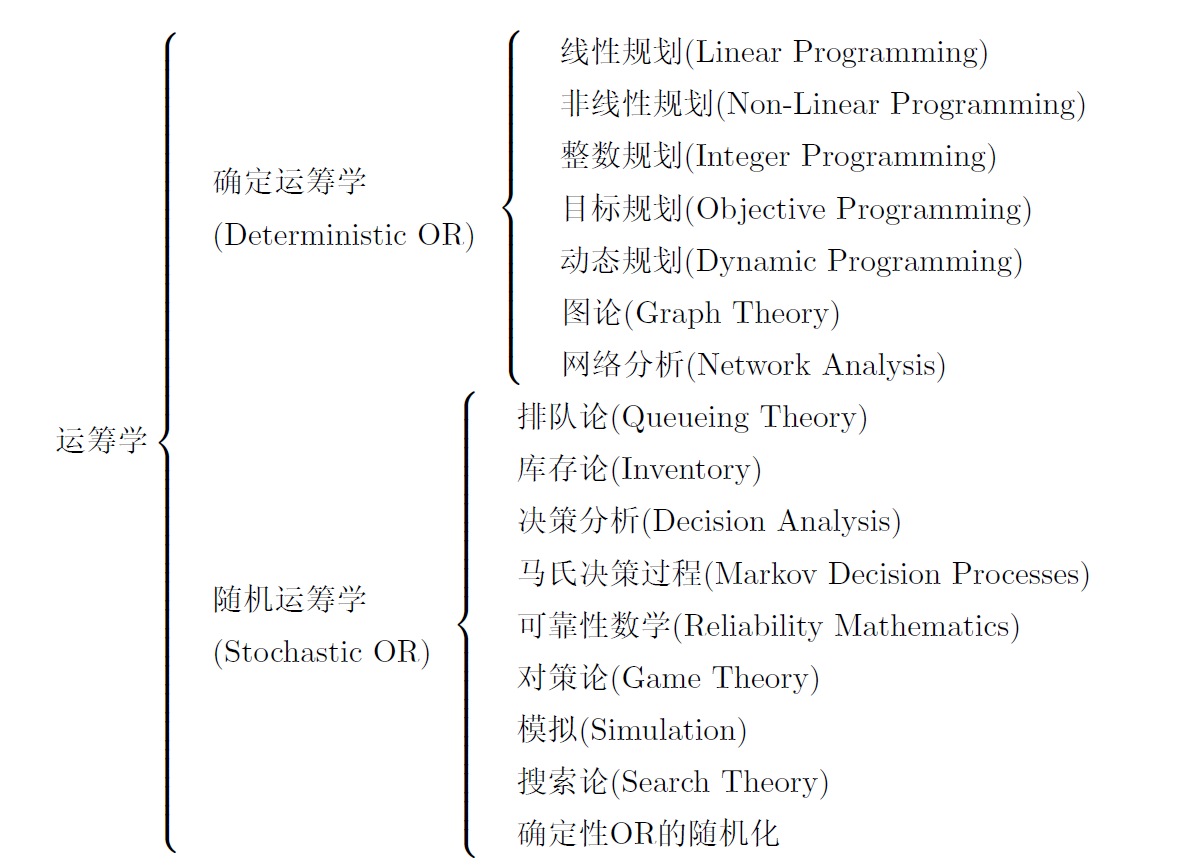 运筹学
确定运筹学
(Deterministic OR)
线性规划(Linear Programming)
非线性规划(Non-Linear Programming)
整数规划(Integer Programming)
目标规划(Objective Programming)
动态规划(Dynamic Programming)
图论(Graph Theory)
网络分析(Network Analysis)
随机运筹学
(Stochastic OR)
排队论(Queueing Theory)
库存论(Inventory)
决策分析(Decision Analysis)
马氏决策过程(Markov Decision Processes)
可靠性数学(Reliability Mathematics)
对策论(Game Theory)
模拟(Simulation)
搜索论(Search Theory)
确定性OR的随机化